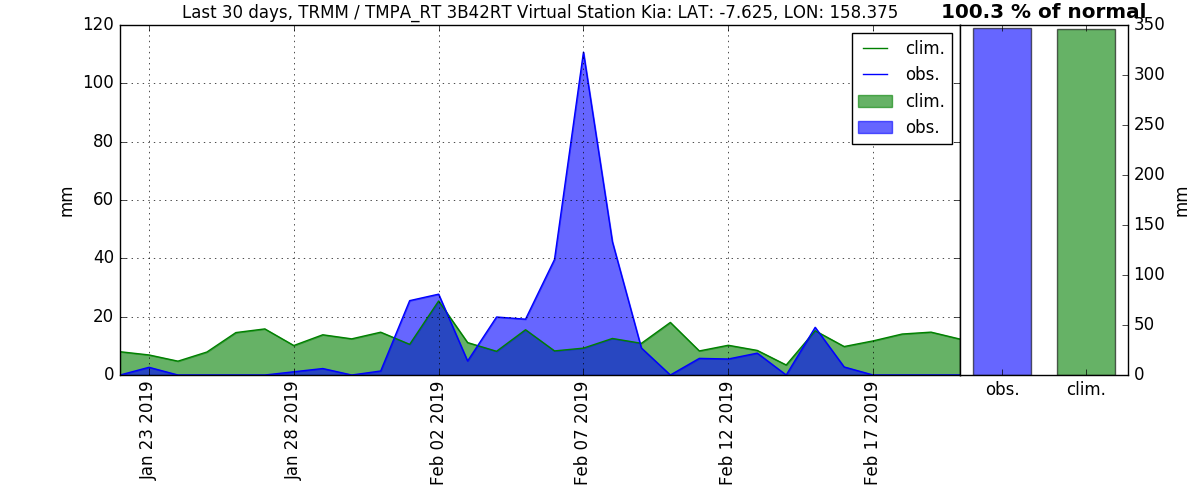 Last 30 days, TRMM / TMPA_RT 3B42RT Virtual Station Kia: LAT: -7.625, LON: 158.375
100.3 % of normal
120
100
80
60
40
20
0
mm
clim.
obs.
clim.
obs.
350
300
250
200
150
100
50
0
mm
Jan 23 2019
Jan 28 2019
Feb 02 2019
Feb 07 2019
Feb 12 2019
Feb 17 2019
obs.
clim.